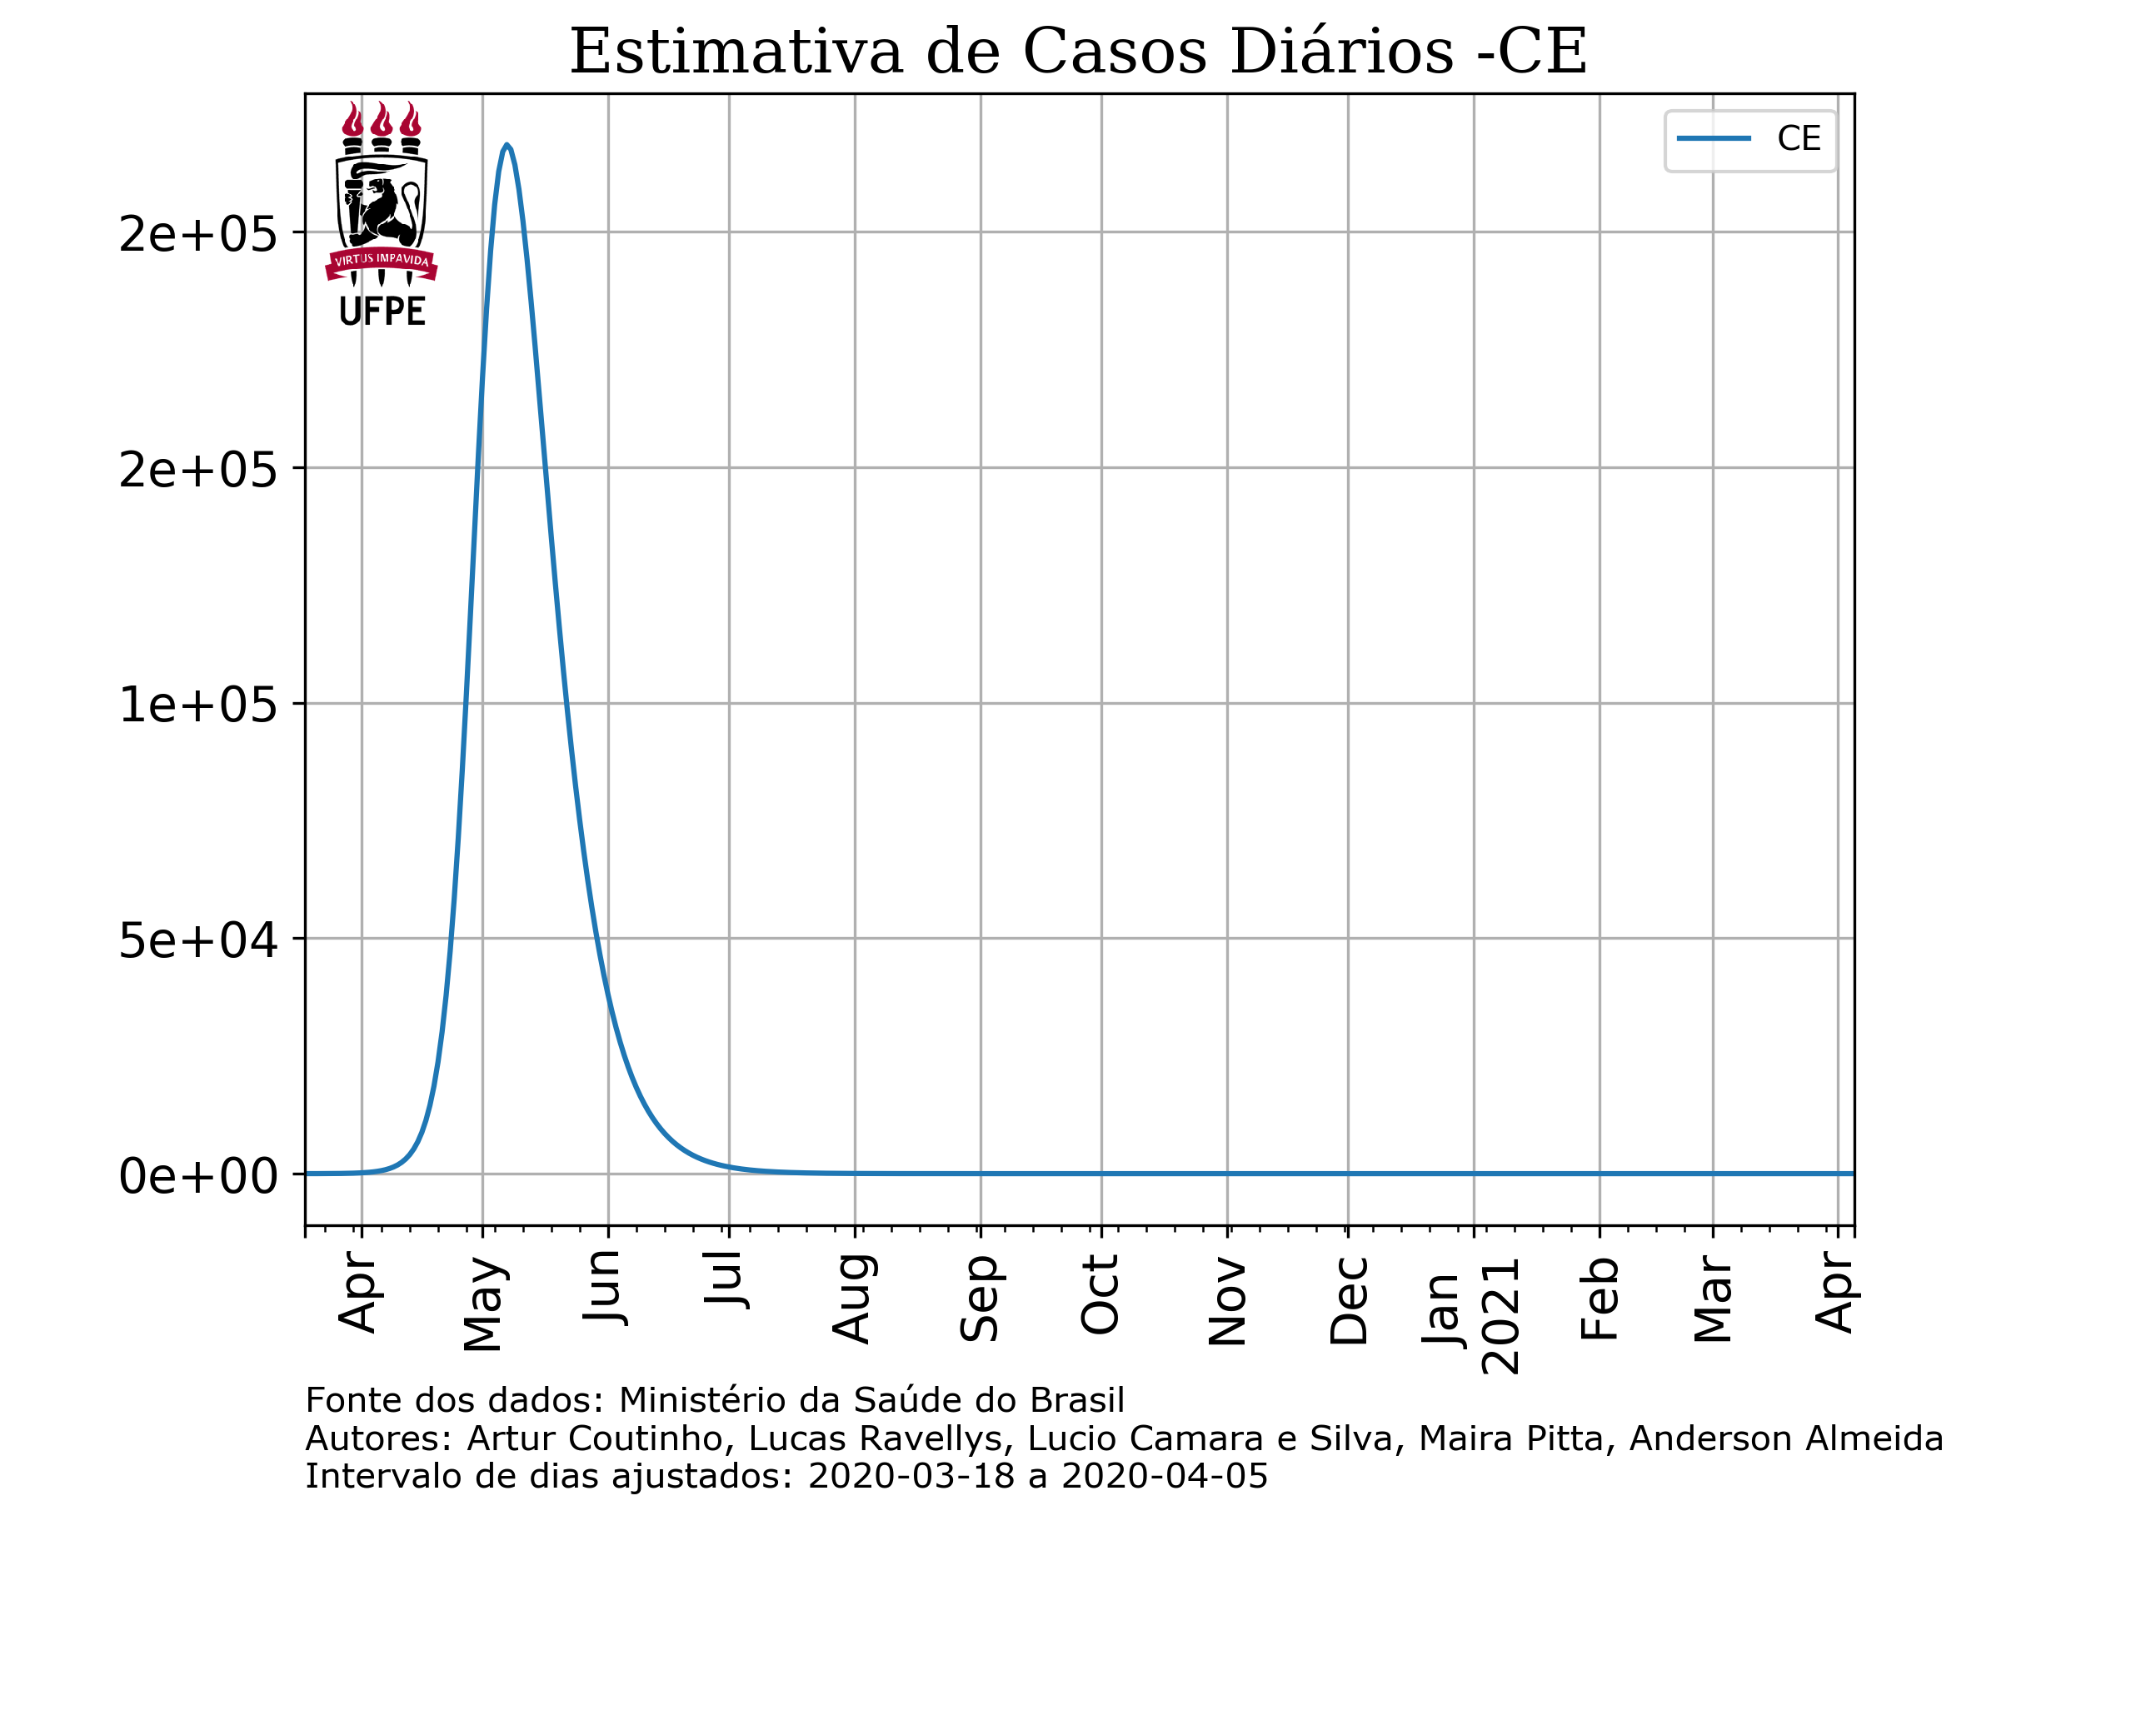 Estimativa de Casos Diários -CE
CE
VIRTUS IMPAVIDA
UFPE
2e+05
2e+05
1e+05
5e+04
0e+00
Apr
May
Jun
Jul
Aug
Sep
Oct
Nov
Dec
Jan
2021
Feb
Mar
Apr
Fonte dos dados: Ministério da Saúde do Brasil
Autores: Artur Coutinho, Lucas Ravellys, Lucio Camara e Silva, Maira Pitta, Anderson Almeida
Intervalo de dias ajustados: 2020-03-18 a 2020-04-05